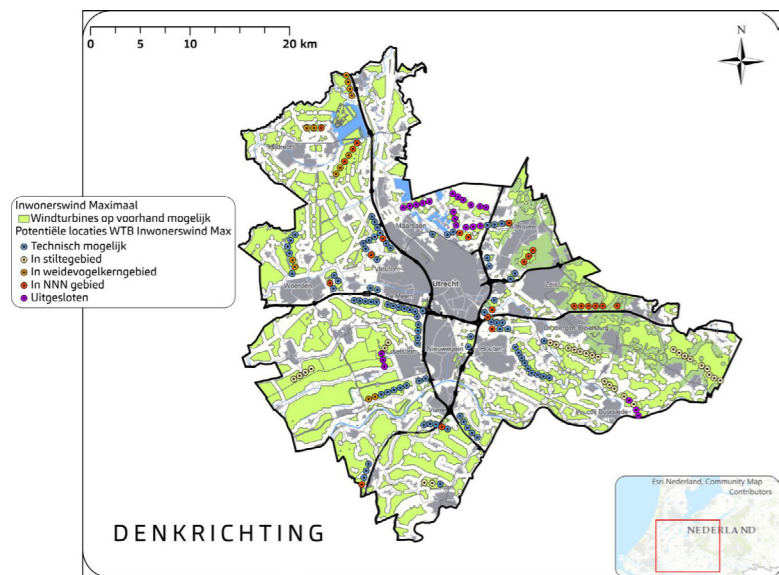 0 5 10 20 km
N
Inwonerswind Maximaal
Windturbines op voorhand mogelijk
Potentiële locaties WTB Inwonerswind Max
Technisch mogelijk
In stiltegebied
In weidevogelkerngebied
In NNN gebied
Uitgesloten
Maarssen
Vleuten
Woerden
Utrecht
Zeist
Nieuwegein
Houten
DENKRICHTING
Esri Nederland, Community Map
Contributors
NEDERLAND